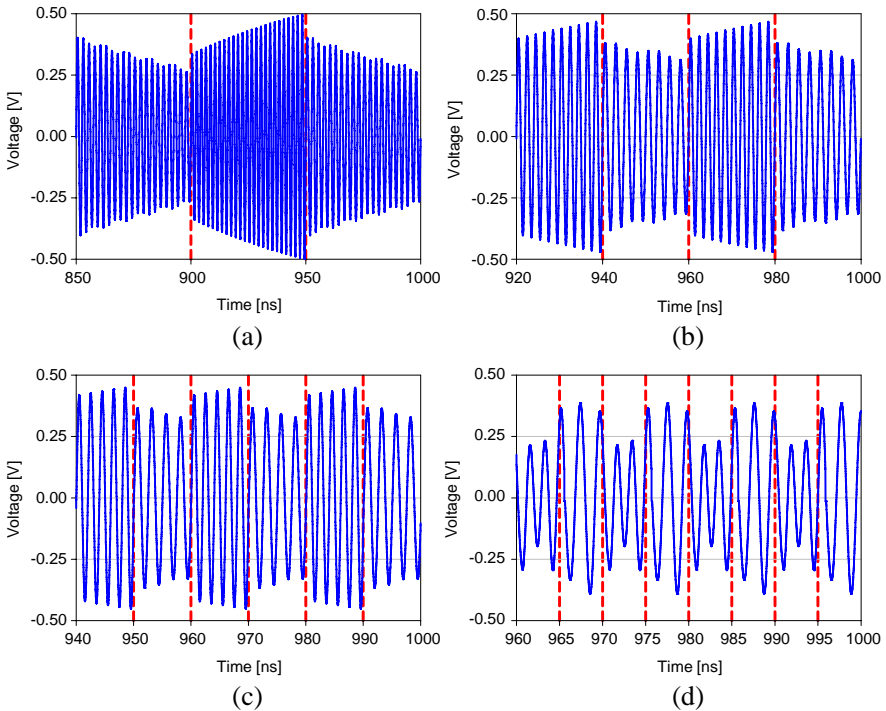 0.50
0.25
0.00
-0.25
-0.50
Voltage [V]
850 900 950 1000
Time [ns]
(a)
0.50
0.25
0.00
-0.25
-0.50
Voltage [V]
920 940 960 980 1000
Time [ns]
(b)
0.50
0.25
0.00
-0.25
-0.50
Voltage [V]
940 950 960 970 980 990 1000
Time [ns]
(c)
0.50
0.25
0.00
-0.25
-0.50
Voltage [V]
960 965 970 975 980 985 990 995 1000
Time [ns]
(d)